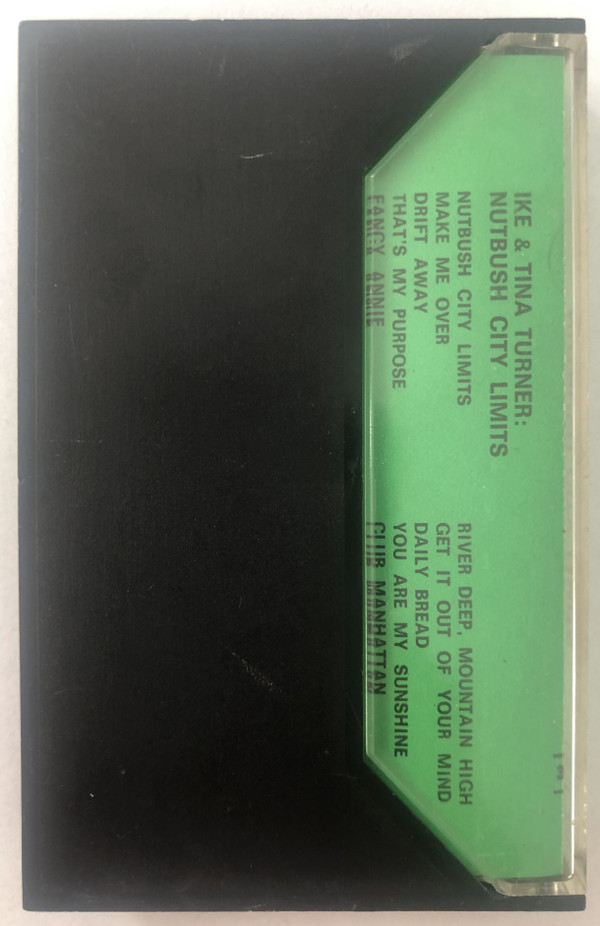 IKE & TINA TURNER:
NUTBUSH CITY LIMITS
NUTBUSH CITY LIMITS
MAKE ME OVER
DRIFT AWAY
THAT'S MY PURPOSE
FANCY ANNIE
RIVER DEEP, MOUNTAIN HIGH
GET IT OUT OF YOUR MIND
DAILY BREAD
YOU ARE MY SUNSHINE
CLUB MANHATTAN